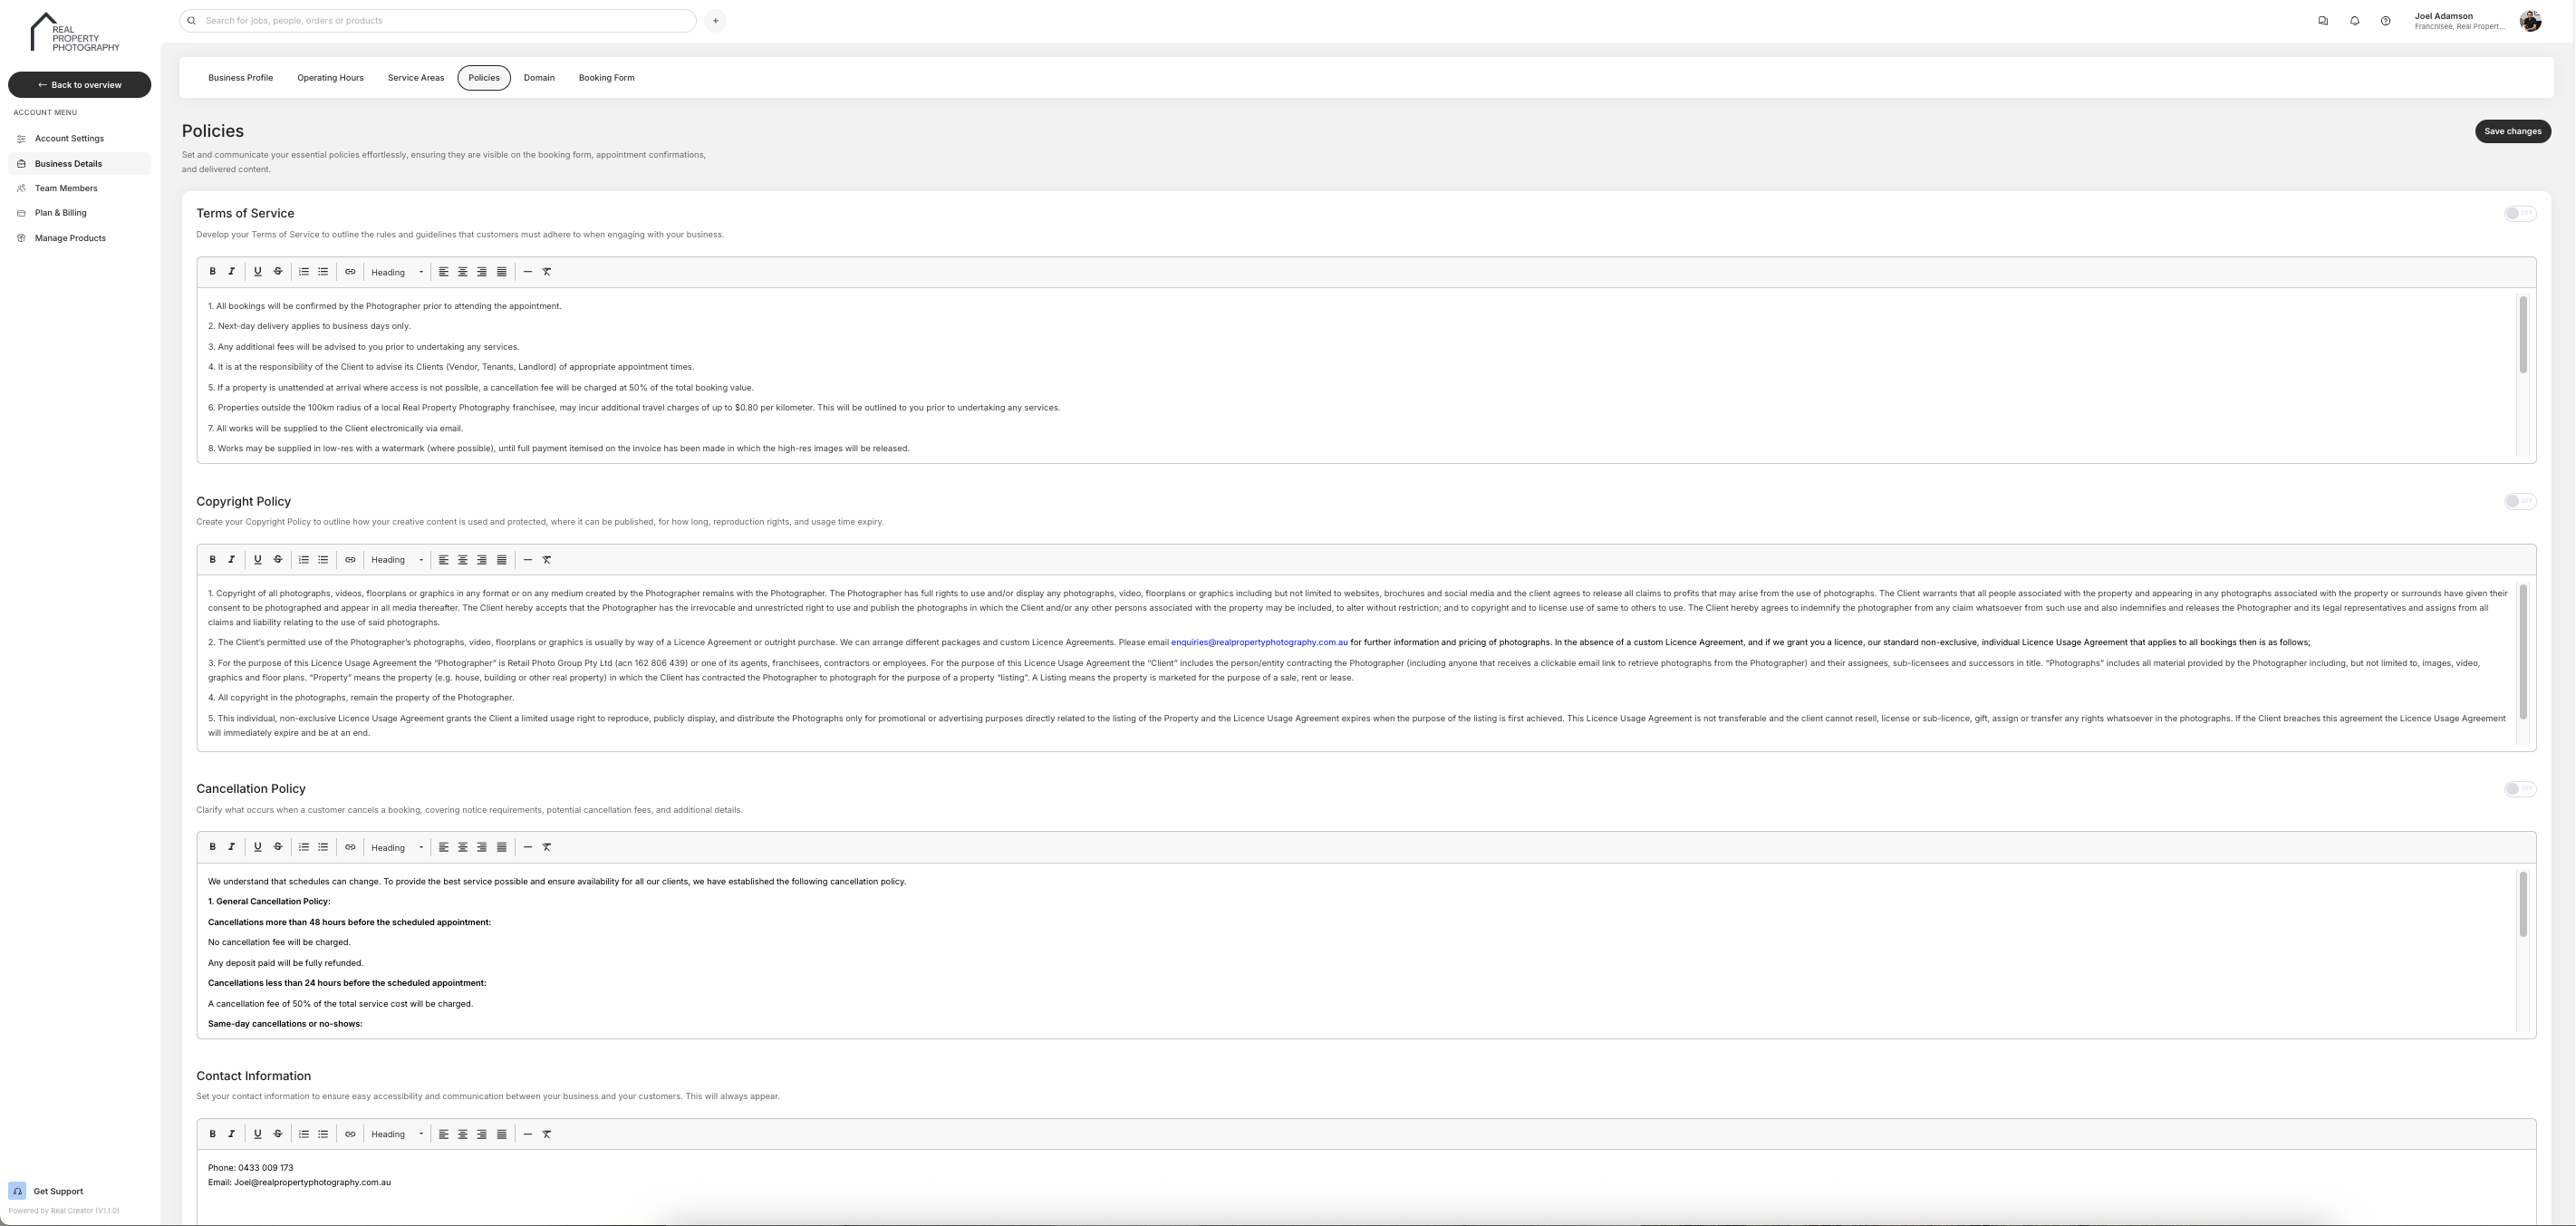 REAL
PROPERTY
PHOTOGRAPHY
Search for jobs, people, orders or products
+
Joel Adamson
Franchisee, Real Propert...
← Back to overview
ACCOUNT MENU
Account Settings
Business Details
Team Members
Plan & Billing
Manage Products
Business Profile
Operating Hours
Service Areas
Policies
Domain
Booking Form
Policies
Save changes
Set and communicate your essential policies effortlessly, ensuring they are visible on the booking form, appointment confirmations,
and delivered content.
Terms of Service
OFF
Develop your Terms of Service to outline the rules and guidelines that customers must adhere to when engaging with your business.
B I U S Heading
1. All bookings will be confirmed by the Photographer prior to attending the appointment.
2. Next-day delivery applies to business days only.
3. Any additional fees will be advised to you prior to undertaking any services.
4. It is at the responsibility of the Client to advise its Clients (Vendor, Tenants, Landlord) of appropriate appointment times.
5. If a property is unattended at arrival where access is not possible, a cancellation fee will be charged at 50% of the total booking value.
6. Properties outside the 100km radius of a local Real Property Photography franchisee, may incur additional travel charges of up to $0.80 per kilometer. This will be outlined to you prior to undertaking any services.
7. All works will be supplied to the Client electronically via email.
8. Works may be supplied in low-res with a watermark (where possible), until full payment itemised on the invoice has been made in which the high-res images will be released.
Copyright Policy
OFF
Create your Copyright Policy to outline how your creative content is used and protected, where it can be published, for how long, reproduction rights, and usage time expiry.
B I U S Heading
1. Copyright of all photographs, videos, floorplans or graphics in any format or on any medium created by the Photographer remains with the Photographer. The Photographer has full rights to use and/or display any photographs, videos, floorplans or graphics including but not limited to websites, brochures and social media and the client agrees to release all claims to profits that may arise from the use of photographs. The Client warrants that all people associated with the property and appearing in any photographs associated with the property or surrounds have given their
consent to be photographed and appear in all media thereafter. The Client hereby accepts that the Photographer has the irrevocable and unrestricted right to use and publish the photographs in which the Client and/or any other persons associated with the property may be included, to alter without restriction; and to copyright and to license use of same to others to use. The Client hereby agrees to indemnify the photographer from any claim whatsoever from such use and also indemnifies and releases the Photographer and its legal representatives and assigns from all
claims and liability relating to the use of said photographs.
2. The Client's permitted use of the Photographer's photographs, video, floorplans or graphics is usually by way of a Licence Agreement or outright purchase. We can arrange different packages and custom Licence Agreements. Please email enquiries@realpropertyphotography.com.au for further information and pricing of photographs. In the absence of a custom Licence Agreement, and if we grant you a licence, our standard non-exclusive, individual Licence Usage Agreement that applies to all bookings then is as follows;
3. For the purpose of this Licence Usage Agreement the “Photographer” is Retail Photo Group Pty Ltd (acn 162 806 439) or one of its agents, franchisees, contractors or employees. For the purpose of this Licence Usage Agreement the “Client” includes the person/entity contracting the Photographer (including anyone that receives a clickable email link to retrieve photographs from the Photographer) and their assignees, sub-licensees and successors in title. “Photographs” includes all material provided by the Photographer including, but not limited to, images, video,
graphics and floor plans. “Property” means the property (e.g. house, building or other real property) in which the Client has contracted the Photographer to photograph for the purpose of a property “listing”. A Listing means the property is marketed for the purpose of a sale, rent or lease.
4. All copyright in the photographs, remain the property of the Photographer.
5. This individual, non-exclusive Licence Usage Agreement grants the Client a limited usage right to reproduce, publicly display, and distribute the Photographs only for promotional or advertising purposes directly related to the listing of the Property and the Licence Usage Agreement expires when the purpose of the listing is first achieved. This Licence Usage Agreement is not transferable and the client cannot resell, license or sub-licence, gift, assign or transfer any rights whatsoever in the photographs. If the Client breaches this agreement the Licence Usage Agreement
will immediately expire and be at an end.
Cancellation Policy
OFF
Clarify what occurs when a customer cancels a booking, covering notice requirements, potential cancellation fees, and additional details.
B I U S Heading
We understand that schedules can change. To provide the best service possible and ensure availability for all our clients, we have established the following cancellation policy.
1. General Cancellation Policy:
Cancellations more than 48 hours before the scheduled appointment:
No cancellation fee will be charged.
Any deposit paid will be fully refunded.
Cancellations less than 24 hours before the scheduled appointment:
A cancellation fee of 50% of the total service cost will be charged.
Same-day cancellations or no-shows:
Contact Information
Set your contact information to ensure easy accessibility and communication between your business and your customers. This will always appear.
B I U S Heading
Phone: 0433 009 173
Email: Joel@realpropertyphotography.com.au
Get Support
Powered by Real Creator (V1.1.0)